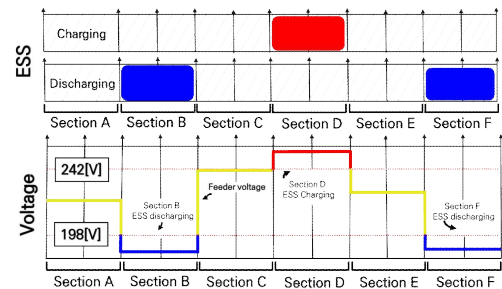 ESS
Charging
Discharging
Section A Section B Section C Section D Section E Section F
Voltage
242[V]
198[V]
Section B
ESS discharging
Feeder voltage
Section D
ESS Charging
Section F
ESS discharging
Section A Section B Section C Section D Section E Section F